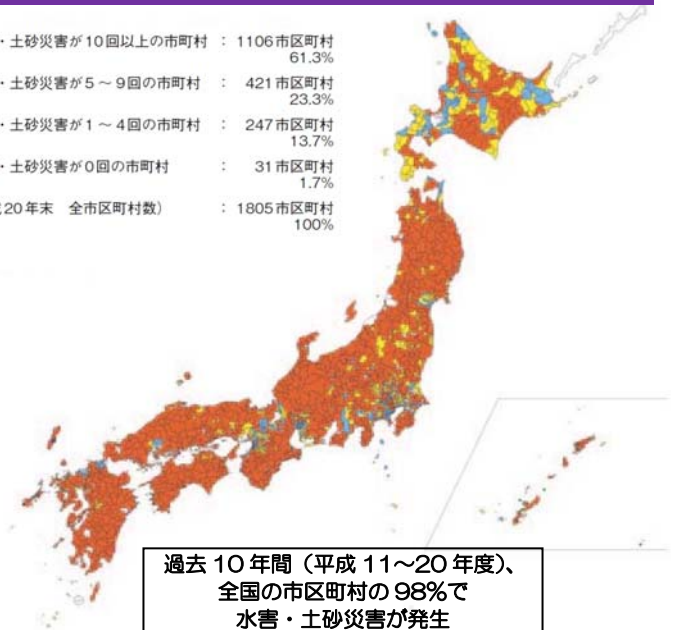 ・土砂災害が10回以上の市町村 : 1106市区町村
61.3%
・土砂災害が5～9回の市町村 : 421市区町村
23.3%
・土砂災害が1～4回の市町村 : 247市区町村
13.7%
・土砂災害が0回の市町村 : 31市区町村
1.7%
20年末 全市区町村数） : 1805市区町村
100%
過去10年間（平成11～20年度）、
全国の市区町村の98%で
水害・土砂災害が発生